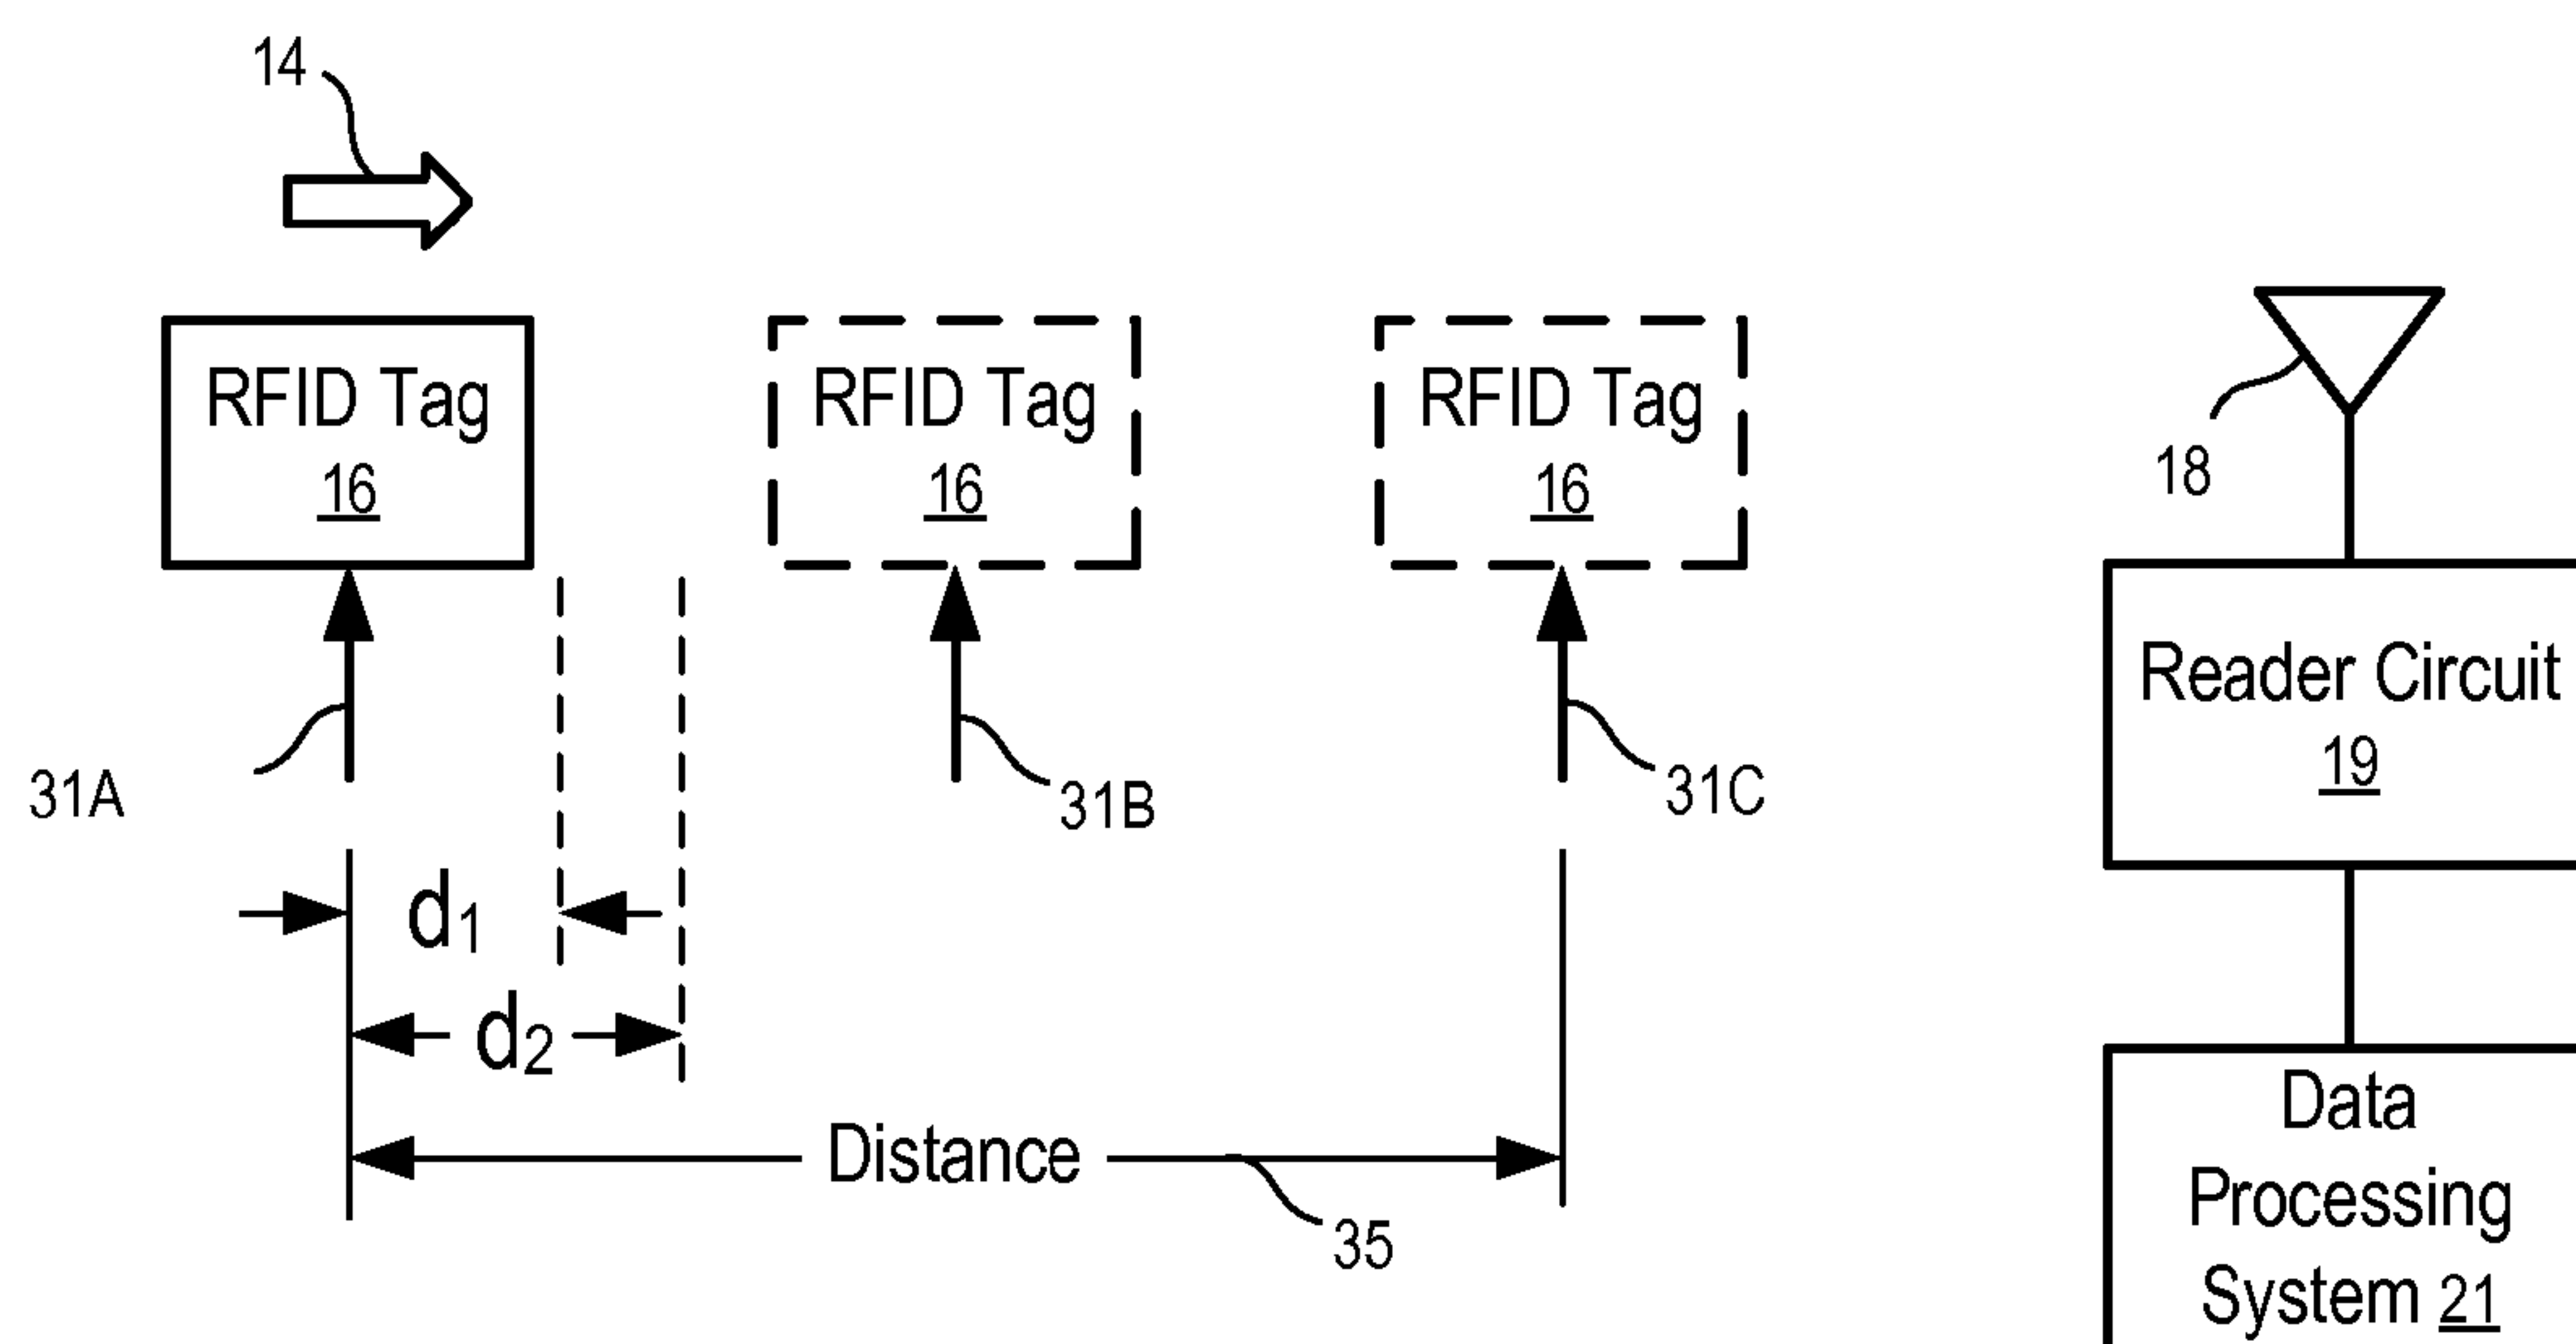 14
RFID Tag
16
RFID Tag
16
RFID Tag
16
18
31A
31B
31C
Reader Circuit
19
d1
d2
Distance
35
Data
Processing
System 21